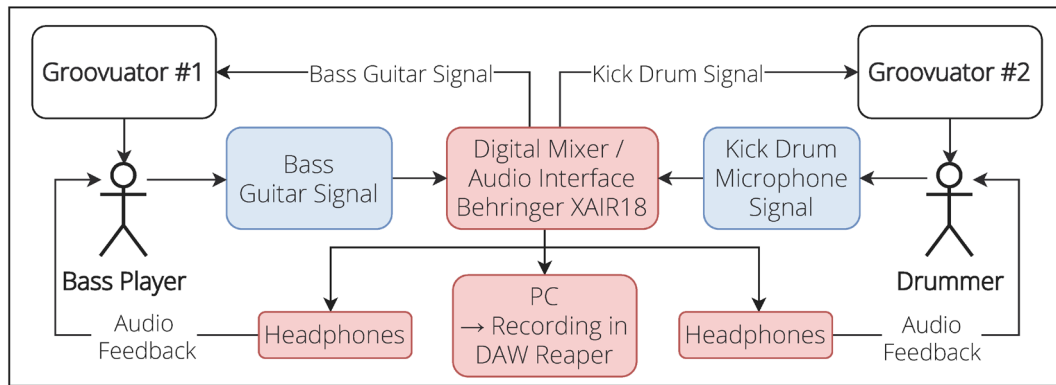 Groovuator #1
Bass Guitar Signal
Kick Drum Signal
Groovuator #2
Bass
Guitar Signal
Digital Mixer /
Audio Interface
Behringer XAIR18
Kick Drum
Microphone
Signal
Bass Player
Drummer
Audio
Feedback
Headphones
PC
→ Recording in
DAW Reaper
Headphones
Audio
Feedback